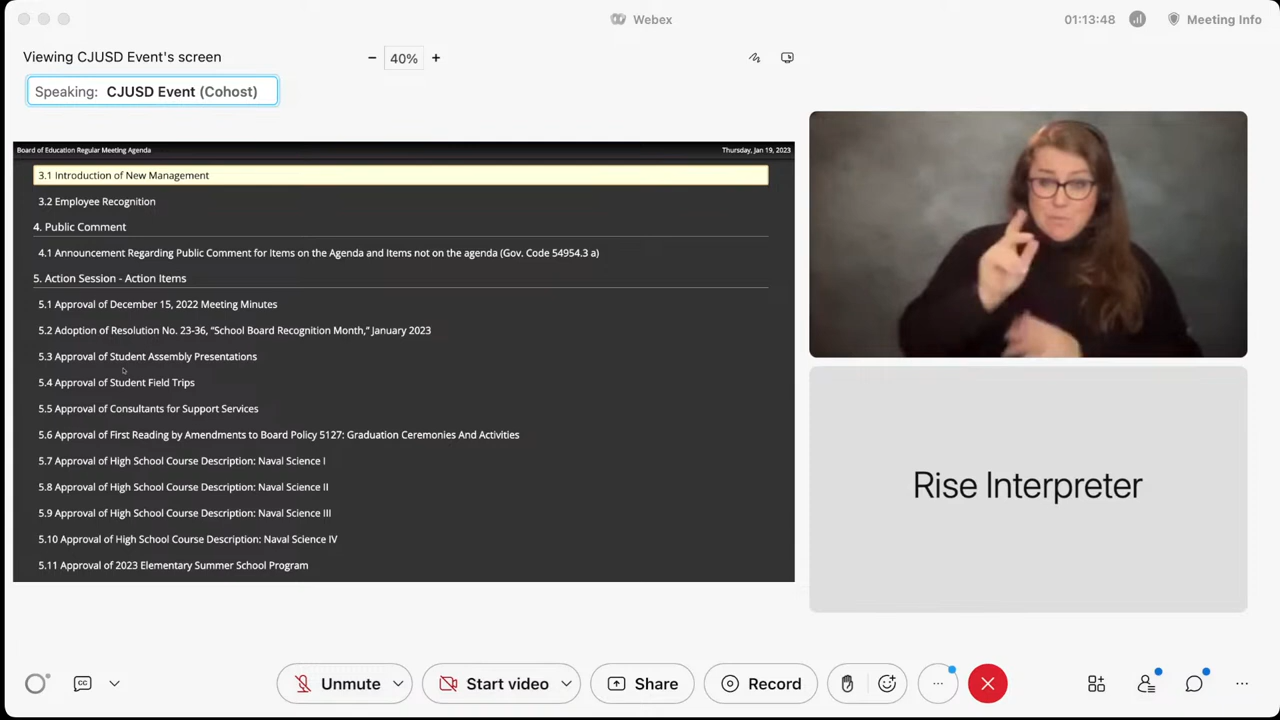 Webex
01:13:48
Meeting Info
Viewing CJUSD Event's screen
− 40% +
Speaking: CJUSD Event (Cohost)
Board of Education Regular Meeting Agenda
Thursday, Jan 19, 2023
3.1 Introduction of New Management
3.2 Employee Recognition
4. Public Comment
4.1 Announcement Regarding Public Comment for Items on the Agenda and Items not on the agenda (Gov. Code 54954.3 a)
5. Action Session - Action Items
5.1 Approval of December 15, 2022 Meeting Minutes
5.2 Adoption of Resolution No. 23-36, “School Board Recognition Month,” January 2023
5.3 Approval of Student Assembly Presentations
5.4 Approval of Student Field Trips
5.5 Approval of Consultants for Support Services
5.6 Approval of First Reading by Amendments to Board Policy 5127: Graduation Ceremonies And Activities
5.7 Approval of High School Course Description: Naval Science I
5.8 Approval of High School Course Description: Naval Science II
5.9 Approval of High School Course Description: Naval Science III
5.10 Approval of High School Course Description: Naval Science IV
5.11 Approval of 2023 Elementary Summer School Program
Rise Interpreter
CC
Unmute
Start video
Share
Record